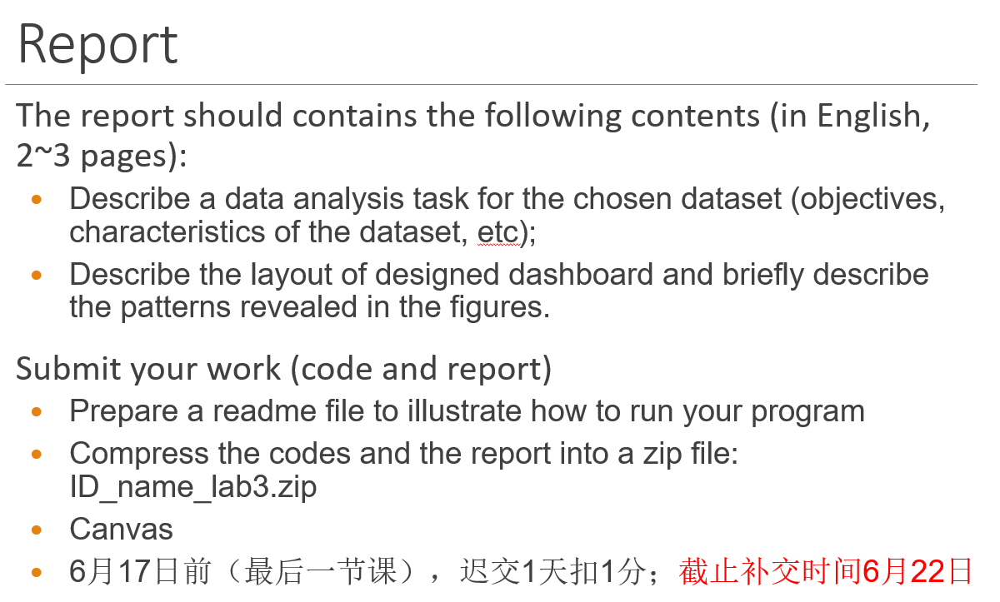 Report
The report should contains the following contents (in English,
2~3 pages):
• Describe a data analysis task for the chosen dataset (objectives,
characteristics of the dataset, etc);
• Describe the layout of designed dashboard and briefly describe
the patterns revealed in the figures.
Submit your work (code and report)
• Prepare a readme file to illustrate how to run your program
• Compress the codes and the report into a zip file:
ID_name_lab3.zip
• Canvas
• 6月17日前（最后一节课），迟交1天扣1分；截止补交时间6月22日